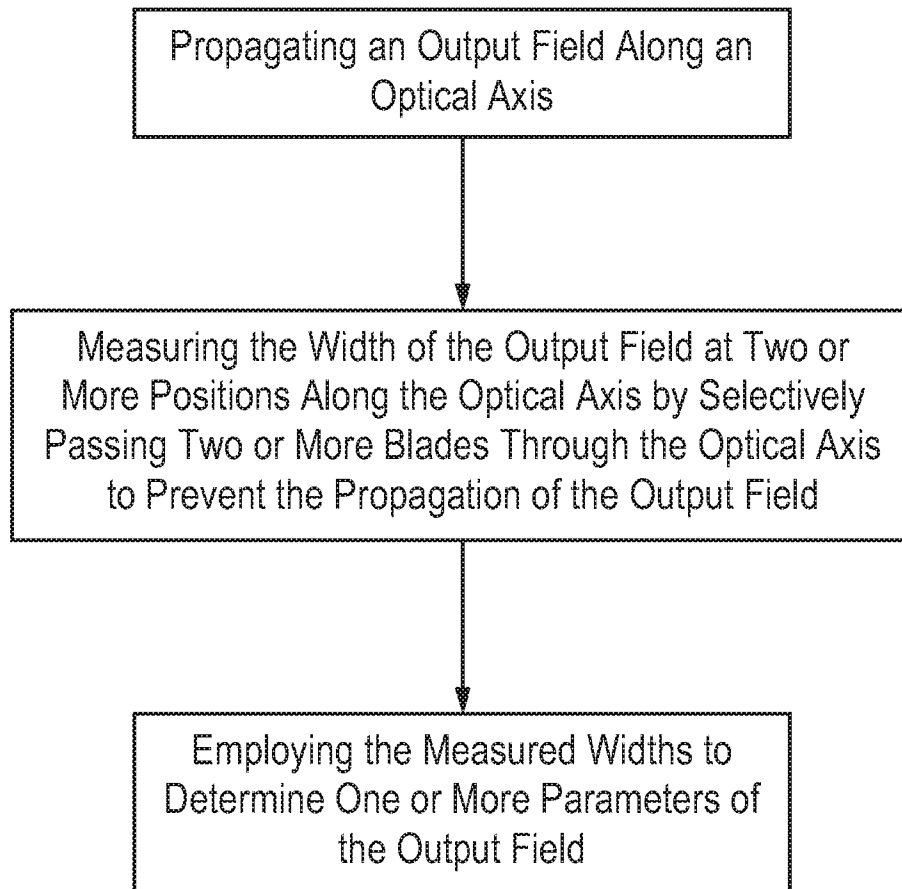 Propagating an Output Field Along an
Optical Axis
Measuring the Width of the Output Field at Two or
More Positions Along the Optical Axis by Selectively
Passing Two or More Blades Through the Optical Axis
to Prevent the Propagation of the Output Field
Employing the Measured Widths to
Determine One or More Parameters of
the Output Field